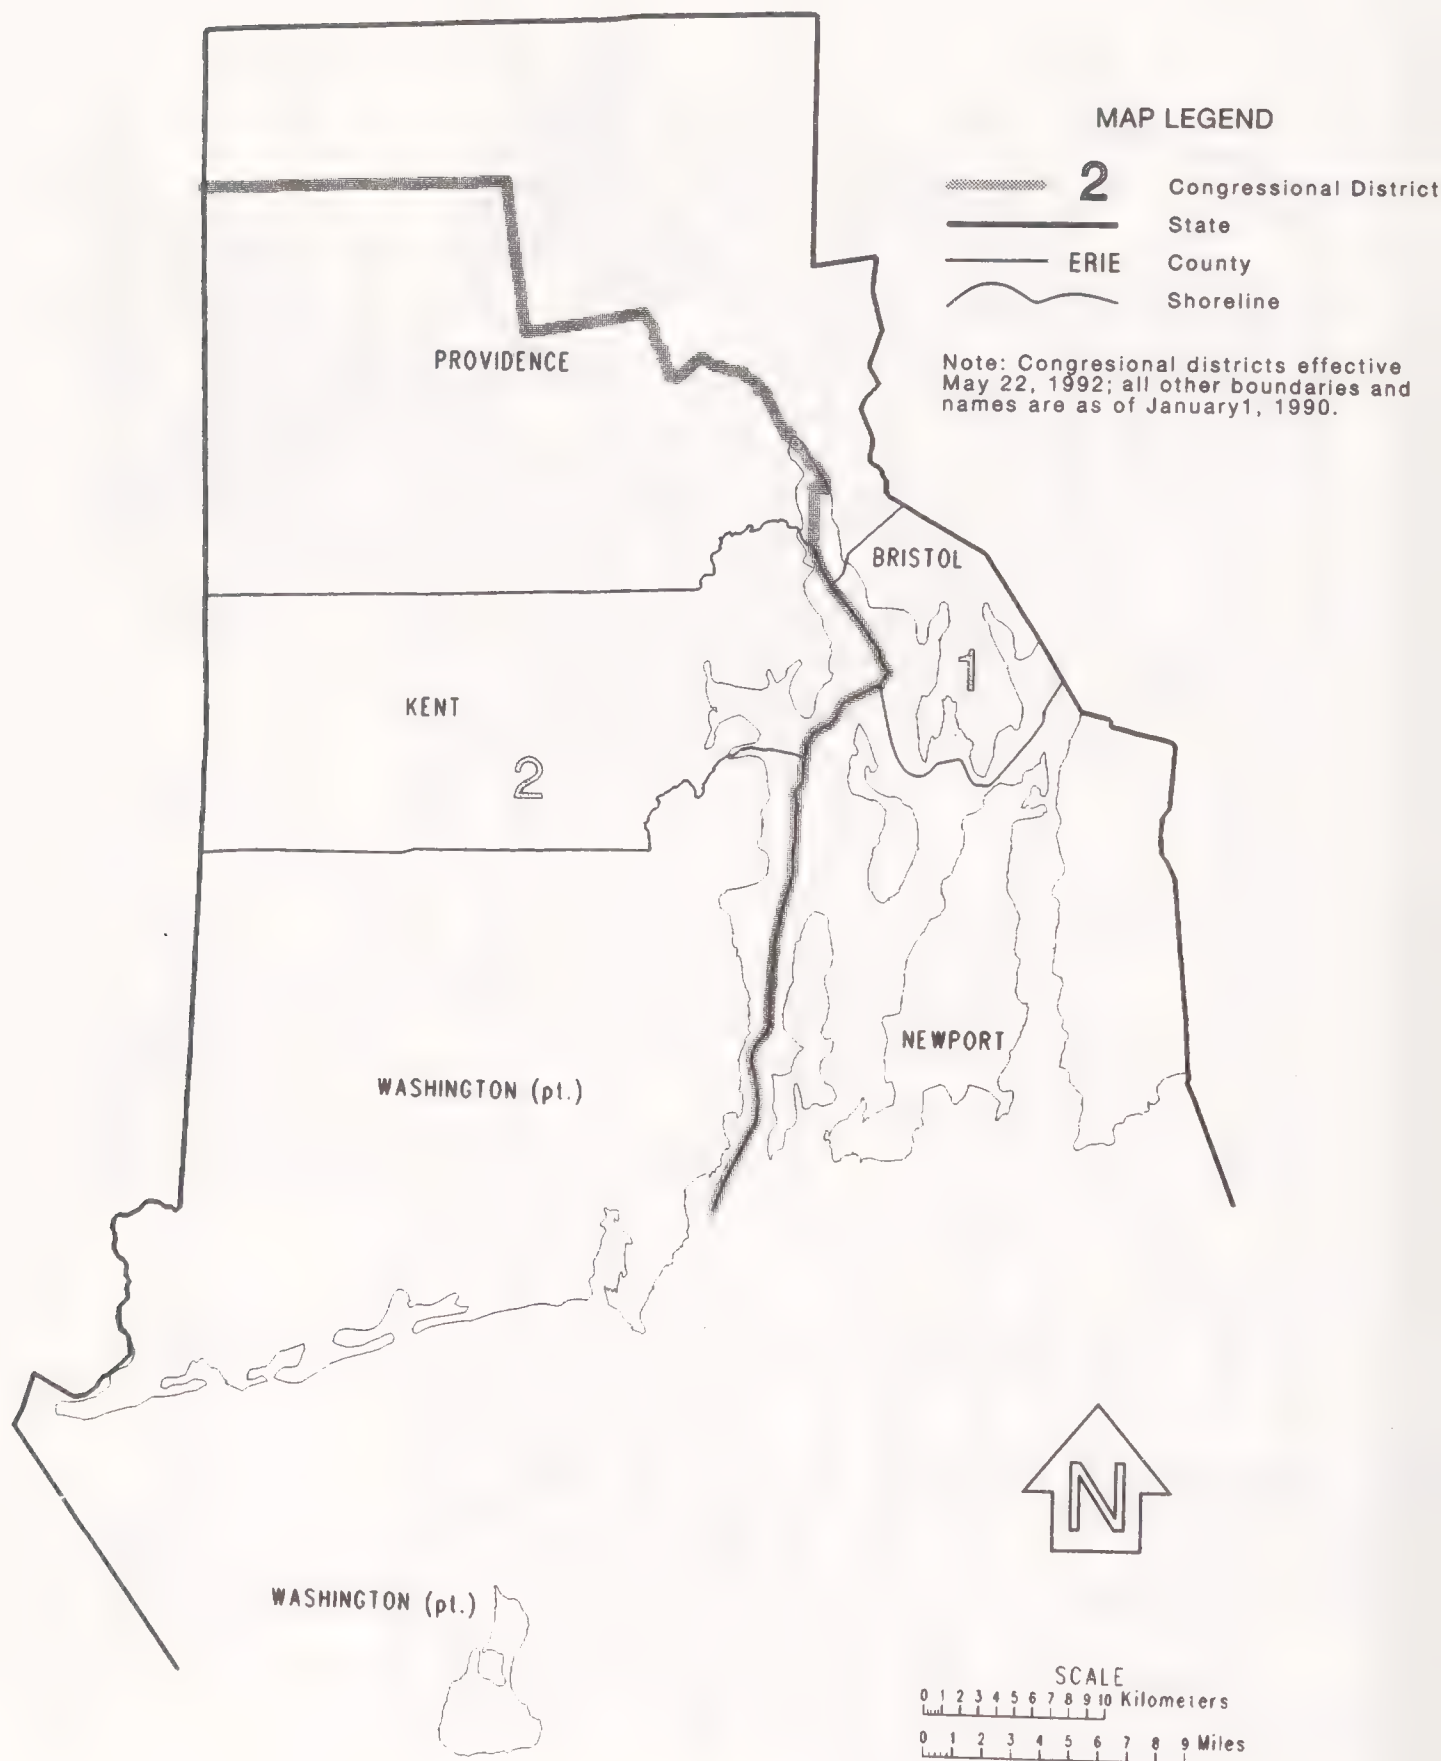 MAP LEGEND
2 Congressional District
State
ERIE County
Shoreline
Note: Congresional districts effective
May 22, 1992; all other boundaries and
names are as of January1, 1990.
PROVIDENCE
BRISTOL
1
KENT
2
NEWPORT
WASHINGTON (pt.)
N
WASHINGTON (pt.)
SCALE
0 1 2 3 4 5 6 7 8 9 10 Kilometers
0 1 2 3 4 5 6 7 8 9 Miles